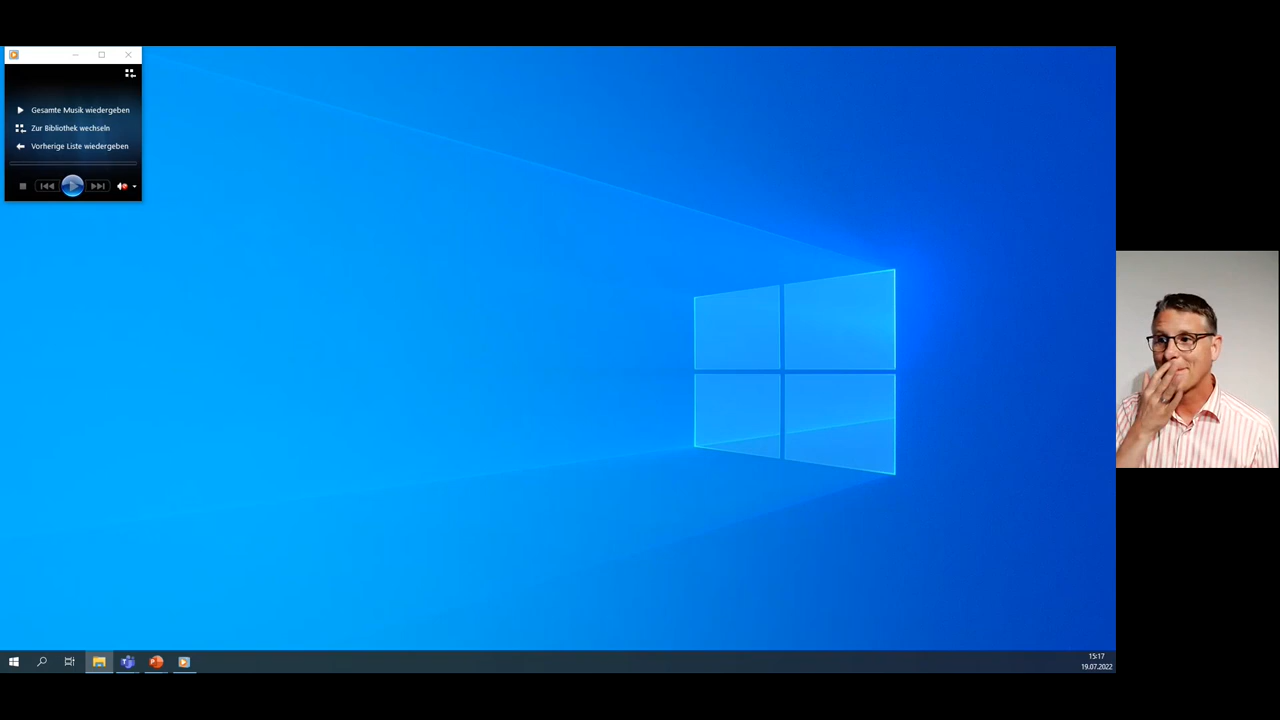 Gesamte Musik wiedergeben
Zur Bibliothek wechseln
Vorherige Liste wiedergeben
15:17
19.07.2022